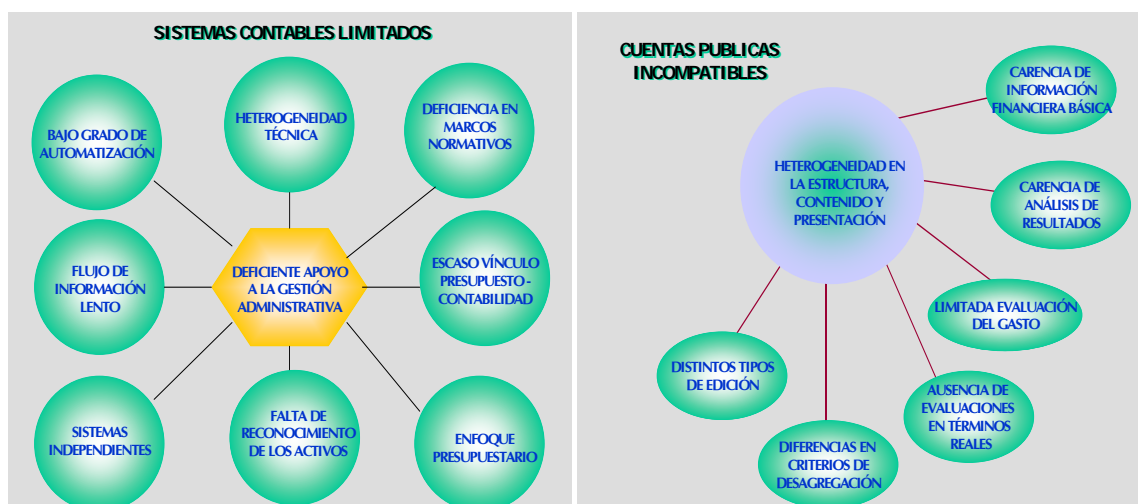 SISTEMAS CONTABLES LIMITADOS
BAJO GRADO DE
AUTOMATIZACIÓN
HETEROGENEIDAD
TÉCNICA
DEFICIENCIA EN
MARCOS
NORMATIVOS
FLUJO DE
INFORMACIÓN
LENTO
DEFICIENTE APOYO
A LA GESTIÓN
ADMINISTRATIVA
ESCASO VÍNCULO
PRESUPUESTO -
CONTABILIDAD
SISTEMAS
INDEPENDIENTES
FALTA DE
RECONOCIMIENTO
DE LOS ACTIVOS
ENFOQUE
PRESUPUESTARIO
CUENTAS PUBLICAS
INCOMPATIBLES
HETEROGENEIDAD EN
LA ESTRUCTURA,
CONTENIDO Y
PRESENTACIÓN
CARENCIA DE
INFORMACIÓN
FINANCIERA BÁSICA
CARENCIA DE
ANÁLISIS DE
RESULTADOS
LIMITADA EVALUACIÓN
DEL GASTO
AUSENCIA DE
EVALUACIONES
EN TÉRMINOS
REALES
DIFERENCIAS EN
CRITERIOS DE
DESAGREGACIÓN
DISTINTOS TIPOS
DE EDICIÓN